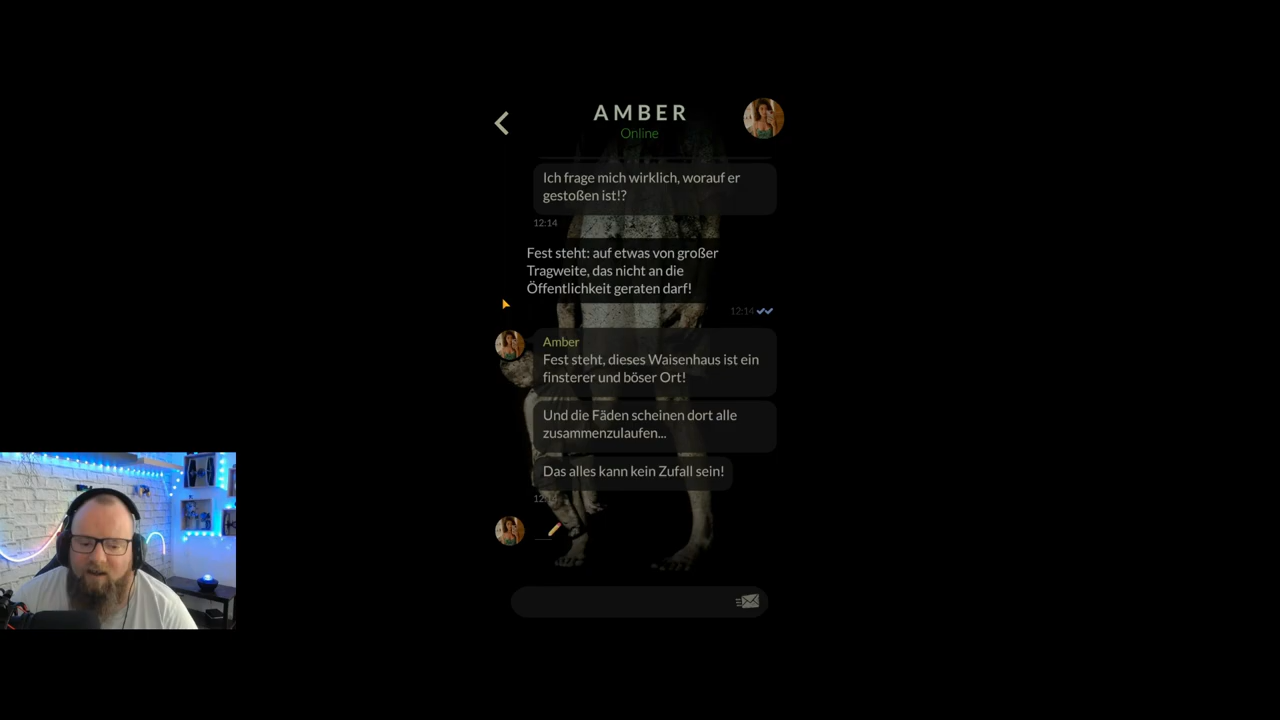 AMBER
Online
Ich frage mich wirklich, worauf er
gestoßen ist!?
12:14
Fest steht: auf etwas von großer
Tragweite, das nicht an die
Öffentlichkeit geraten darf!
12:14
Amber
Fest steht, dieses Waisenhaus ist ein
finsterer und böser Ort!
Und die Fäden scheinen dort alle
zusammenzulaufen...
Das alles kann kein Zufall sein!
12:14